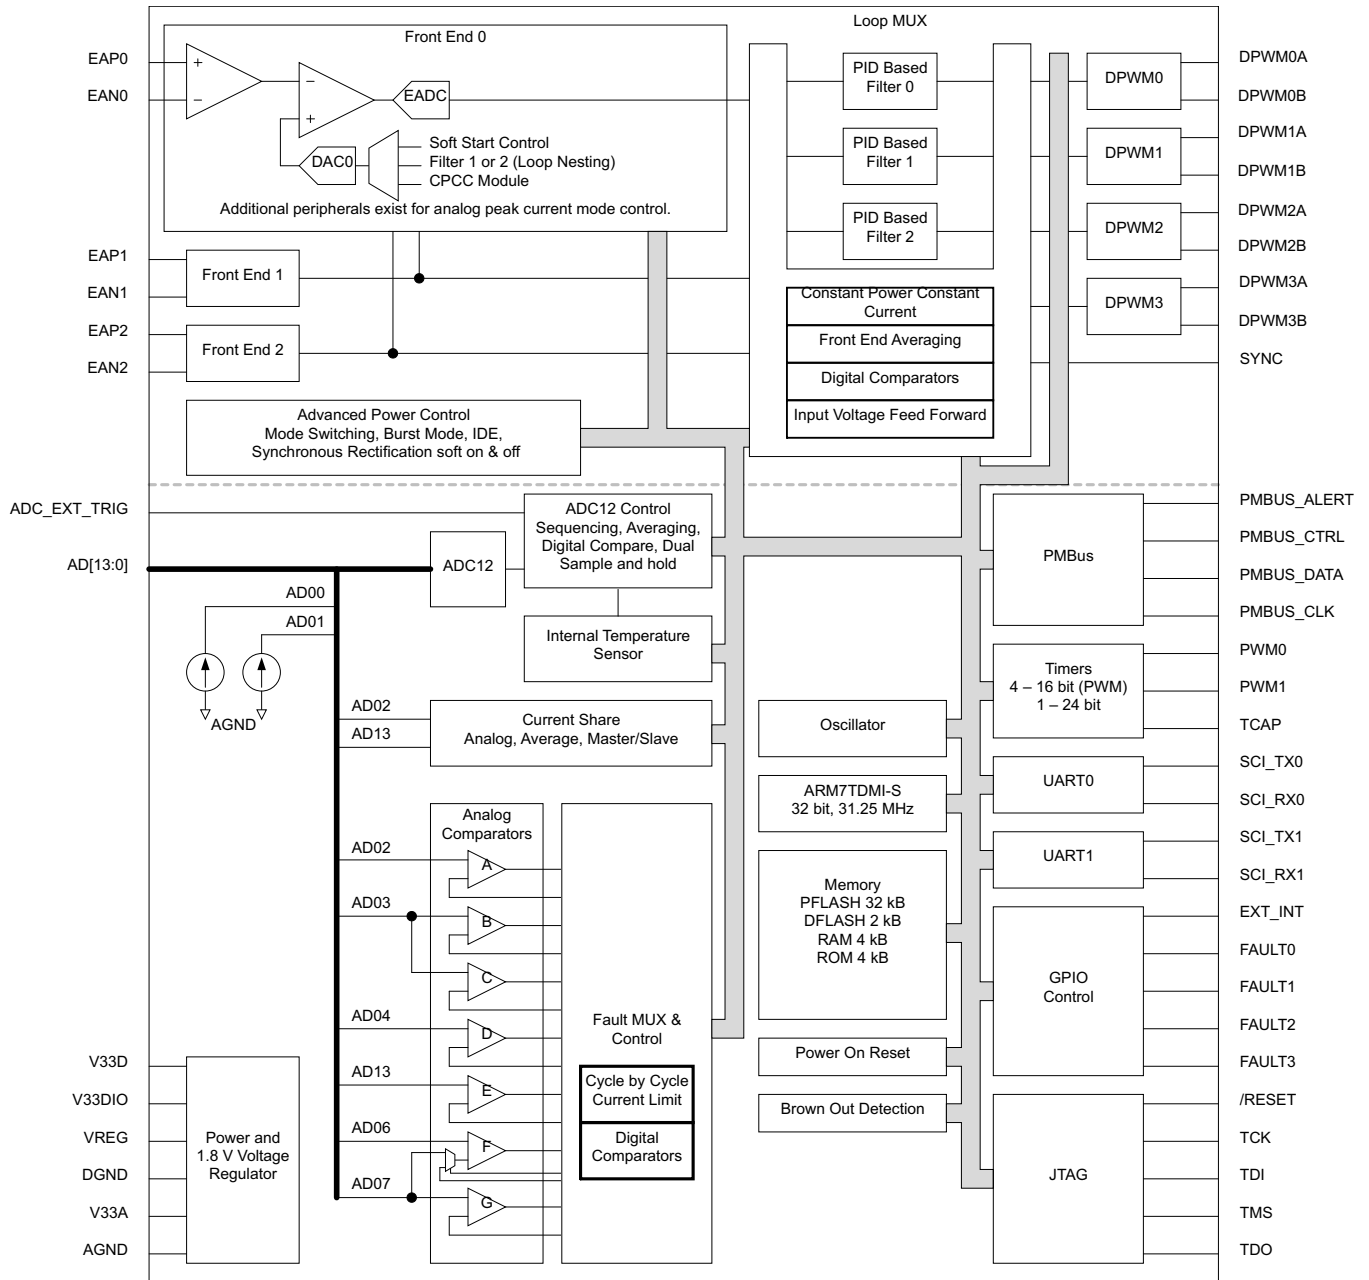 Loop MUX
Front End 0
EAP0
EAN0
+
−
−
+
EADC
DAC0
Soft Start Control
Filter 1 or 2 (Loop Nesting)
CPCC Module
Additional peripherals exist for analog peak current mode control.
PID Based
Filter 0
PID Based
Filter 1
PID Based
Filter 2
DPWM0
DPWM1
DPWM2
DPWM3
DPWM0A
DPWM0B
DPWM1A
DPWM1B
DPWM2A
DPWM2B
DPWM3A
DPWM3B
SYNC
EAP1
EAN1
Front End 1
EAP2
EAN2
Front End 2
Constant Power Constant
Current
Front End Averaging
Digital Comparators
Input Voltage Feed Forward
Advanced Power Control
Mode Switching, Burst Mode, IDE,
Synchronous Rectification soft on & off
ADC_EXT_TRIG
AD[13:0]
ADC12
ADC12 Control
Sequencing, Averaging,
Digital Compare, Dual
Sample and hold
AD00
AD01
AGND
Internal Temperature
Sensor
AD02
AD13
Current Share
Analog, Average, Master/Slave
Analog
Comparators
AD02
A
AD03
B
C
AD04
D
AD13
E
AD06
F
AD07
G
Fault MUX &
Control
Cycle by Cycle
Current Limit
Digital
Comparators
V33D
V33DIO
VREG
DGND
V33A
AGND
Power and
1.8 V Voltage
Regulator
Oscillator
ARM7TDMI-S
32 bit, 31.25 MHz
Memory
PFLASH 32 kB
DFLASH 2 kB
RAM 4 kB
ROM 4 kB
Power On Reset
Brown Out Detection
PMBus
Timers
4 – 16 bit (PWM)
1 – 24 bit
UART0
UART1
GPIO
Control
JTAG
PMBUS_ALERT
PMBUS_CTRL
PMBUS_DATA
PMBUS_CLK
PWM0
PWM1
TCAP
SCI_TX0
SCI_RX0
SCI_TX1
SCI_RX1
EXT_INT
FAULT0
FAULT1
FAULT2
FAULT3
/RESET
TCK
TDI
TMS
TDO